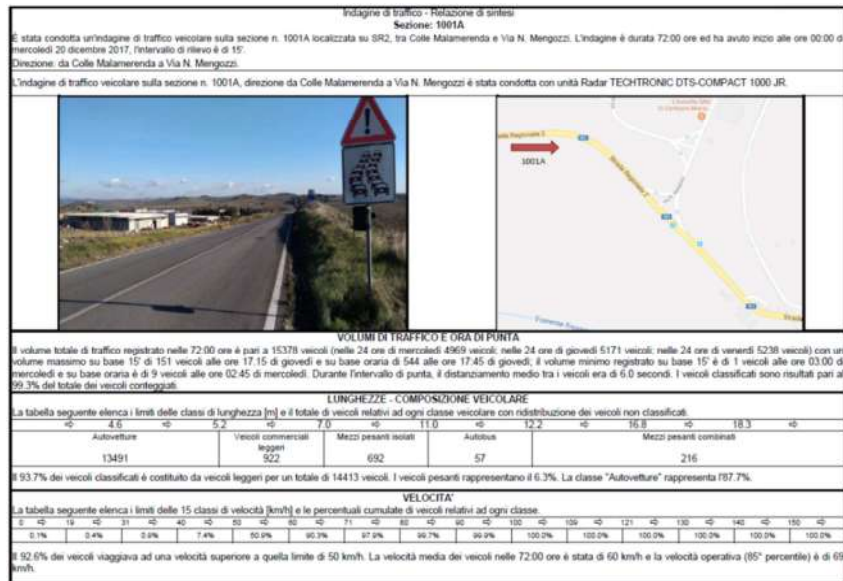 Indagine di traffico - Relazione di sintesi
Sezione: 1001A
È stata condotta un'indagine di traffico veicolare sulla sezione n. 1001A localizzata su SR2, tra Colle Malamerenda e Via N. Mengozzi. L'indagine è durata 72:00 ore ed ha avuto inizio alle ore 00:00 di
mercoledì 20 dicembre 2017, l'intervallo di rilievo è di 15'.
Direzione: da Colle Malamerenda a Via N. Mengozzi.
L'indagine di traffico veicolare sulla sezione n. 1001A, direzione da Colle Malamerenda a Via N. Mengozzi è stata condotta con unità Radar TECHTRONIC DTS-COMPACT 1000 JR.
Regionale 2
1001A
Strada Regionale 2
Strada
VOLUMI DI TRAFFICO E ORA DI PUNTA
Il volume totale di traffico registrato nelle 72:00 ore è pari a 15378 veicoli (nelle 24 ore di mercoledì 4969 veicoli; nelle 24 ore di giovedì 5171 veicoli; nelle 24 ore di venerdì 5238 veicoli) con un
volume massimo su base 15' di 151 veicoli alle ore 17.15 di giovedì e su base oraria di 544 alle ore 17:45 di giovedì; il volume minimo registrato su base 15' è di 1 veicoli alle ore 03:00 di
mercoledì e su base oraria è di 9 veicoli alle ore 02:45 di mercoledì. Durante l'intervallo di punta, il distanziamento medio tra i veicoli era di 6.0 secondi. I veicoli classificati sono risultati pari al
99.3% del totale dei veicoli conteggiati.
LUNGHEZZE - COMPOSIZIONE VEICOLARE
La tabella seguente elenca i limiti delle classi di lunghezza [m] e il totale di veicoli relativi ad ogni classe veicolare con ridistribuzione dei veicoli non classificati.
⇨ 4.6 ⇨ 5.2 ⇨ 7.0 ⇨ 11.0 ⇨ 12.2 ⇨ 16.8 ⇨ 18.3 ⇨
Autovetture Veicoli commerciali leggeri Mezzi pesanti isolati Autobus Mezzi pesanti combinati
13491 922 692 57 216
Il 93.7% dei veicoli classificati è costituito da veicoli leggeri per un totale di 14413 veicoli. I veicoli pesanti rappresentano il 6.3%. La classe "Autovetture" rappresenta l'87.7%.
VELOCITA'
La tabella seguente elenca i limiti delle 15 classi di velocità [km/h] e le percentuali cumulate di veicoli relativi ad ogni classe.
0 ⇨ 19 ⇨ 31 ⇨ 40 ⇨ 50 ⇨ 60 ⇨ 71 ⇨ 80 ⇨ 90 ⇨ 100 ⇨ 109 ⇨ 121 ⇨ 130 ⇨ 140 ⇨ 150 ⇨
0.1% 0.4% 7.4% 50.9% 90.3% 97.9% 99.7% 99.9% 100.0% 100.0% 100.0% 100.0% 100.0% 100.0%
Il 92.6% dei veicoli viaggiava ad una velocità superiore a quella limite di 50 km/h. La velocità media dei veicoli nelle 72:00 ore è stata di 60 km/h e la velocità operativa (85° percentile) è di 69
km/h.